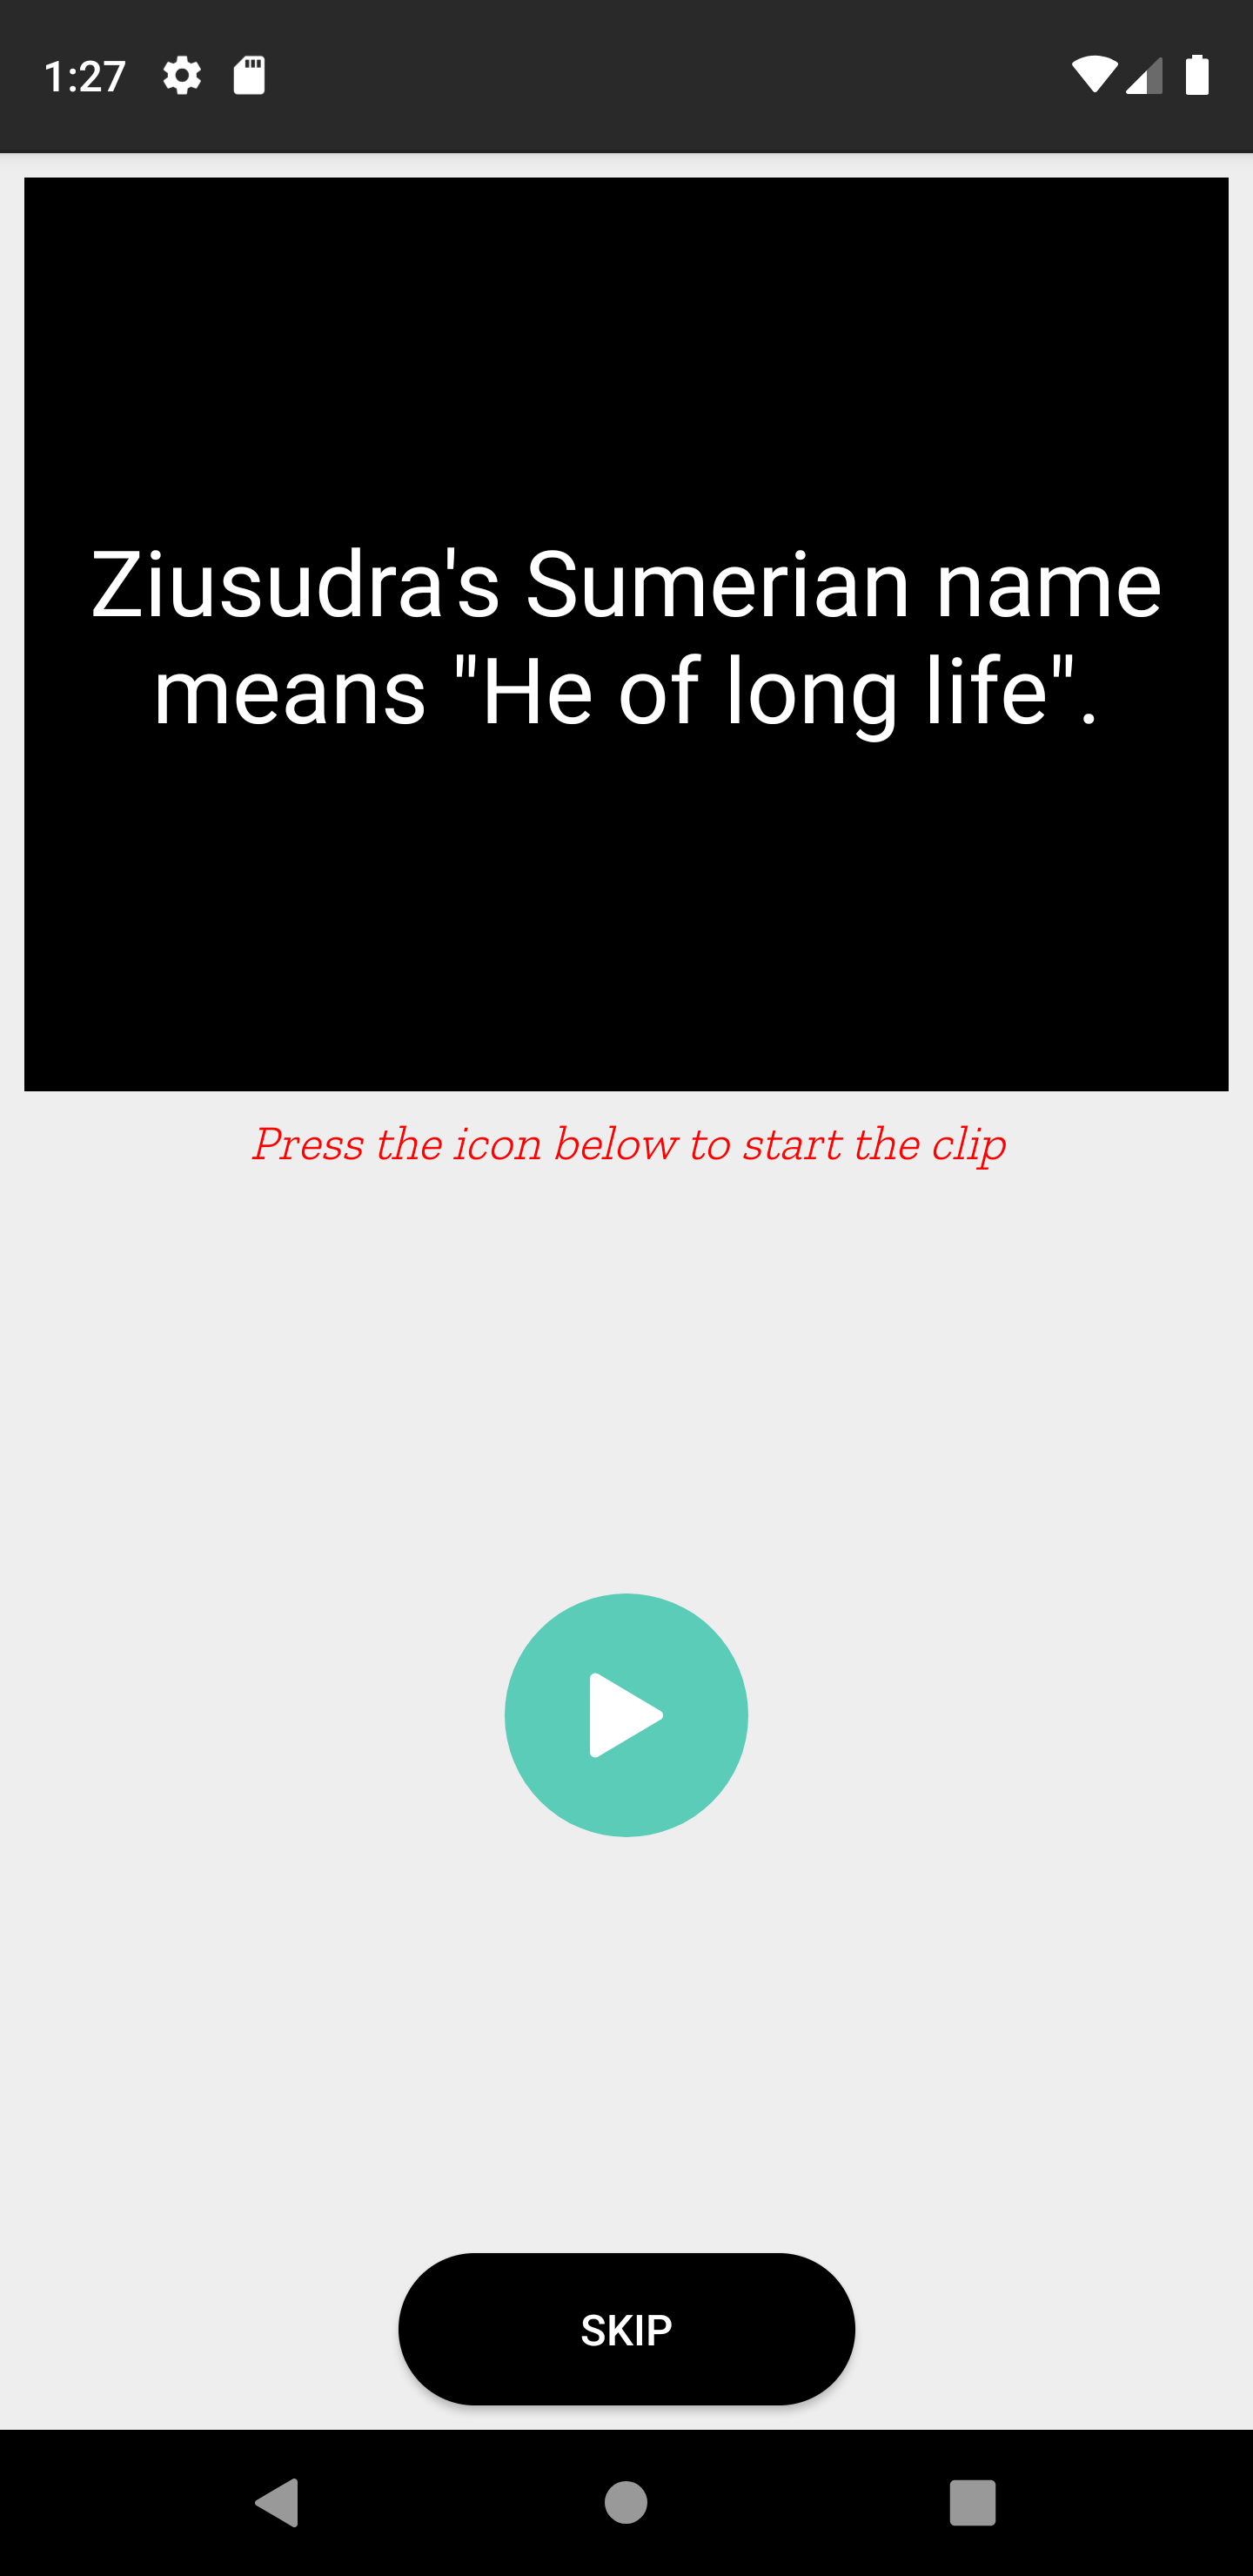 1:27
Ziusudra's Sumerian name
means "He of long life".
Press the icon below to start the clip
SKIP